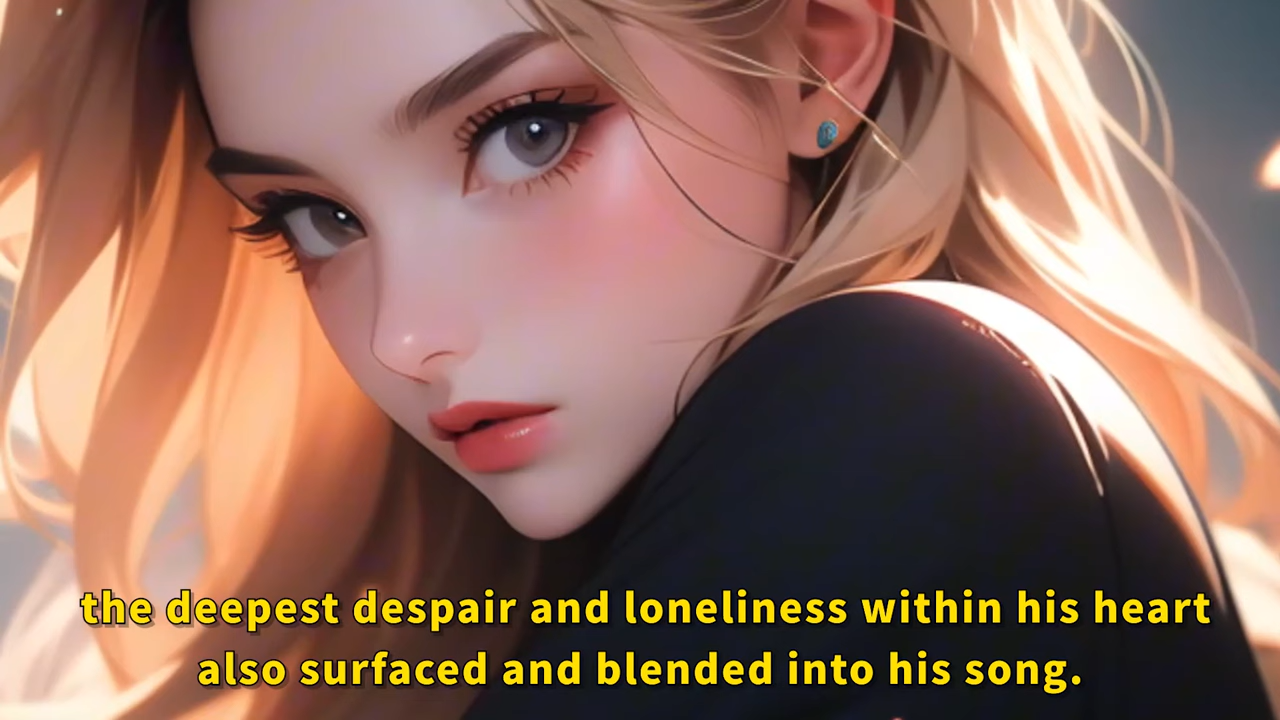 the deepest despair and loneliness within his heart
also surfaced and blended into his song.